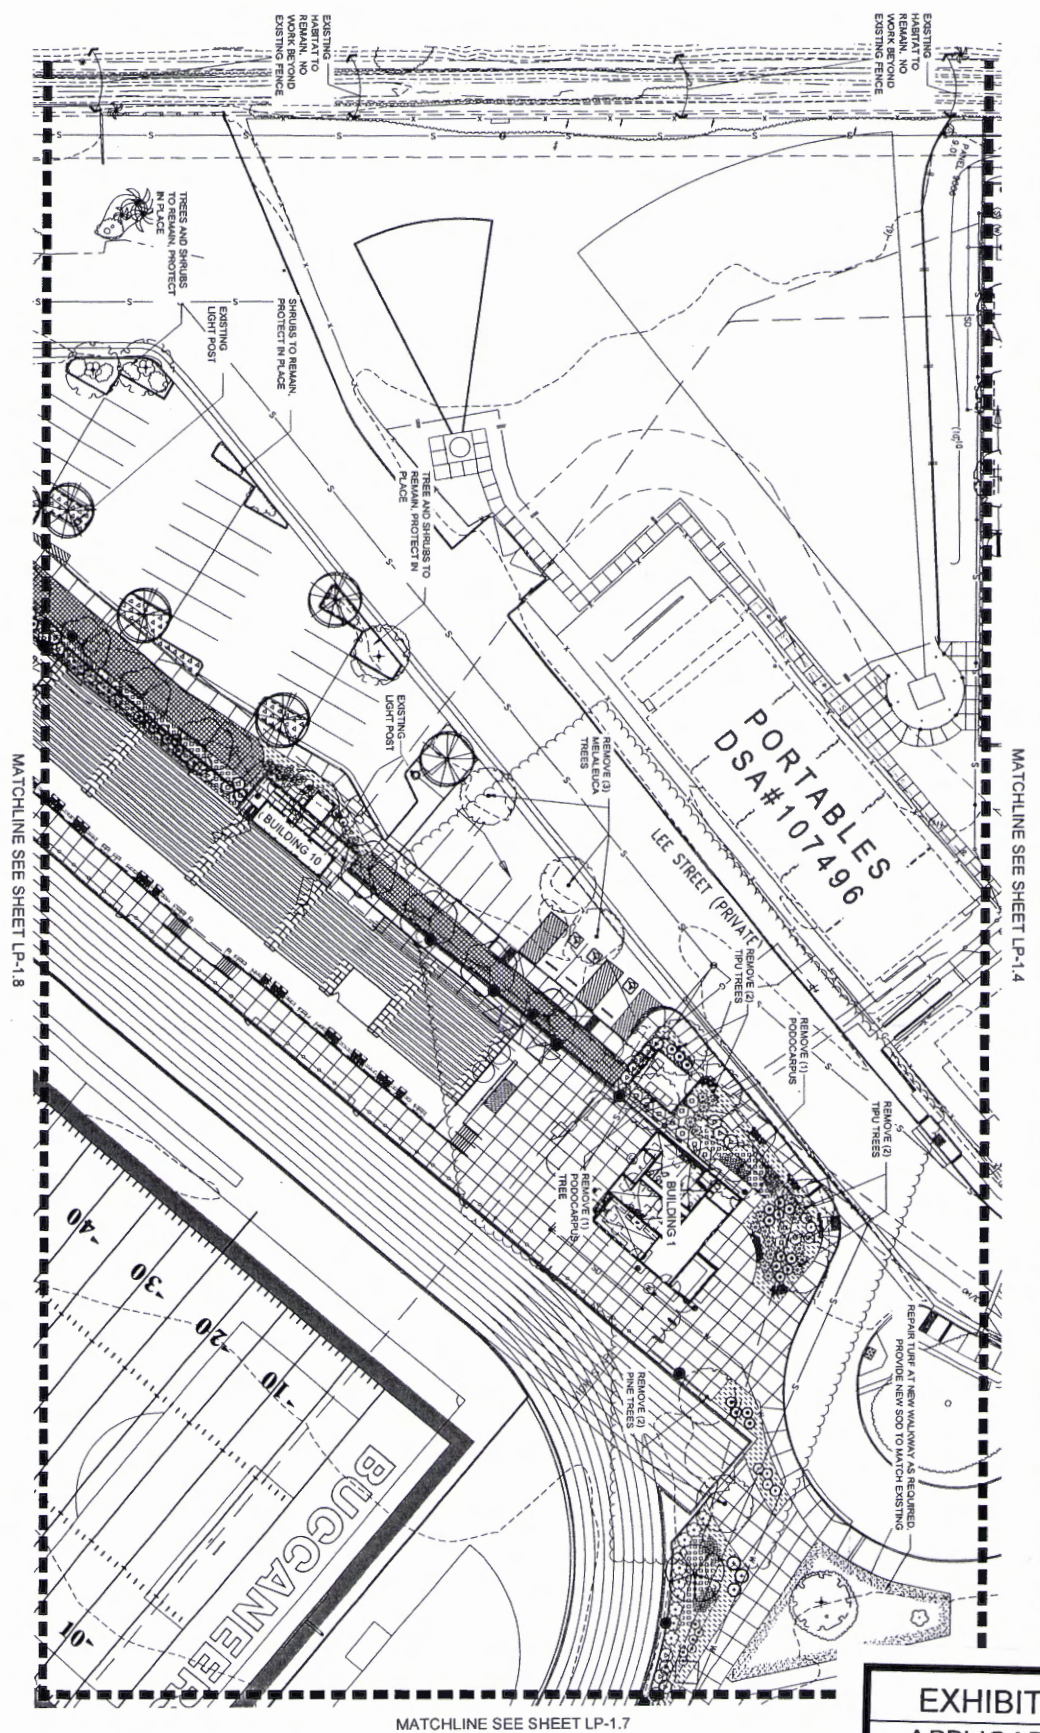 EXISTING
HABITAT TO
REMAIN. NO
WORK BEYOND
EXISTING FENCE
EXISTING
HABITAT TO
REMAIN. NO
WORK BEYOND
EXISTING FENCE
TREES AND SHRUBS
TO REMAIN, PROTECT
IN PLACE
EXISTING
LIGHT POST
SHRUBS TO REMAIN,
PROTECT IN PLACE
TREE AND SHRUBS TO
REMAIN, PROTECT IN
PLACE
EXISTING
LIGHT POST
REMOVE (3)
MELALEUCA
TREES
PORTABLES
DSA#107496
LEE STREET (PRIVATE)
BUILDING 10
REMOVE (2)
TIPU TREES
REMOVE (1)
PODOCARPUS
REMOVE (2)
TIPU TREES
BUILDING 1
REMOVE (1)
PODOCARPUS
TREE
REMOVE (2)
PINE TREES
REPAIR TURF AT NEW WALKWAY AS REQUIRED,
PROVIDE NEW SOD TO MATCH EXISTING
40
30
20
10
10
BUCCANEER
MATCHLINE SEE SHEET LP-1.4
MATCHLINE SEE SHEET LP-1.8
MATCHLINE SEE SHEET LP-1.7
EXHIBIT